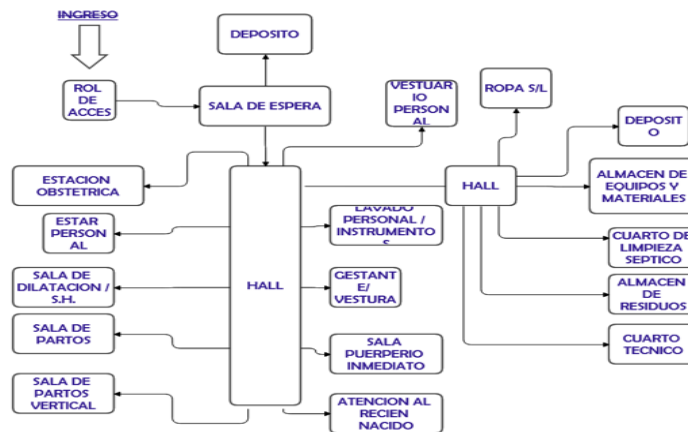 INGRESO
ROL
DE
ACCES
SALA DE ESPERA
DEPOSITO
VESTUAR
IO
PERSON
AL
ROPA S/L
DEPOSIT
O
ESTACION
OBSTETRICA
ESTAR
PERSON
AL
SALA DE
DILATACION /
S.H.
SALA DE
PARTOS
SALA DE
PARTOS
VERTICAL
HALL
LAVADO
PERSONAL /
INSTRUMENTO
S
GESTANT
E/
VESTURA
SALA
PUERPERIO
INMEDIATO
ATENCION AL
RECIEN
NACIDO
HALL
ALMACEN DE
EQUIPOS Y
MATERIALES
CUARTO DE
LIMPIEZA
SEPTICO
ALMACEN
DE
RESIDUOS
CUARTO
TECNICO